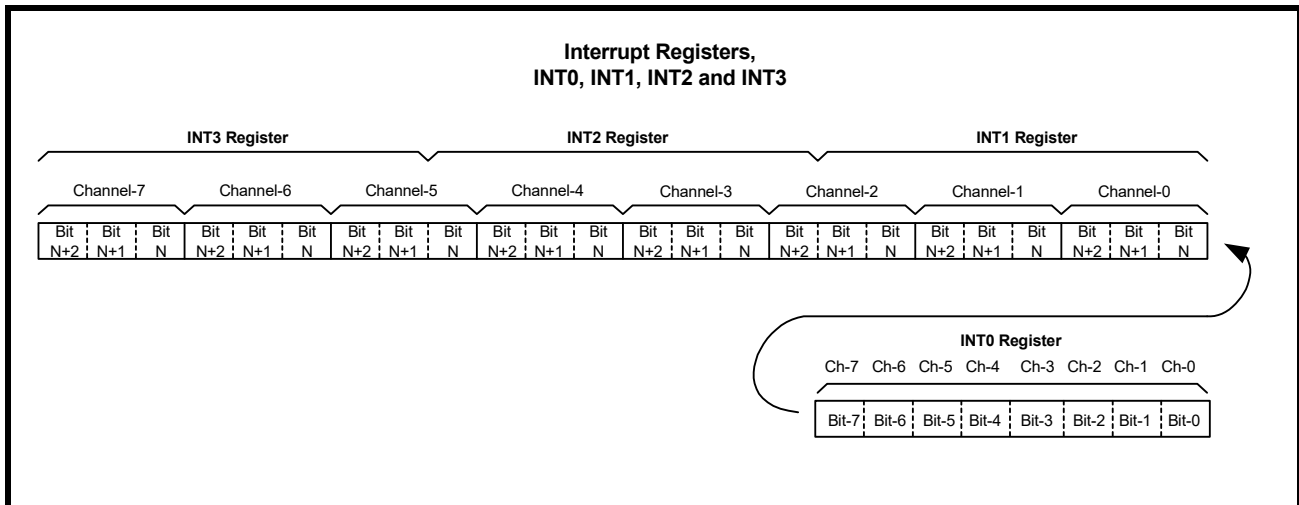 Interrupt Registers,
INT0, INT1, INT2 and INT3
INT3 Register INT2 Register INT1 Register
Channel-7 Channel-6 Channel-5 Channel-4 Channel-3 Channel-2 Channel-1 Channel-0
Bit Bit Bit Bit Bit Bit Bit Bit Bit Bit Bit Bit Bit Bit Bit Bit Bit Bit Bit Bit Bit Bit Bit Bit
N+2 N+1 N N+2 N+1 N N+2 N+1 N N+2 N+1 N N+2 N+1 N N+2 N+1 N N+2 N+1 N N+2 N+1 N
INT0 Register
Ch-7 Ch-6 Ch-5 Ch-4 Ch-3 Ch-2 Ch-1 Ch-0
Bit-7 Bit-6 Bit-5 Bit-4 Bit-3 Bit-2 Bit-1 Bit-0